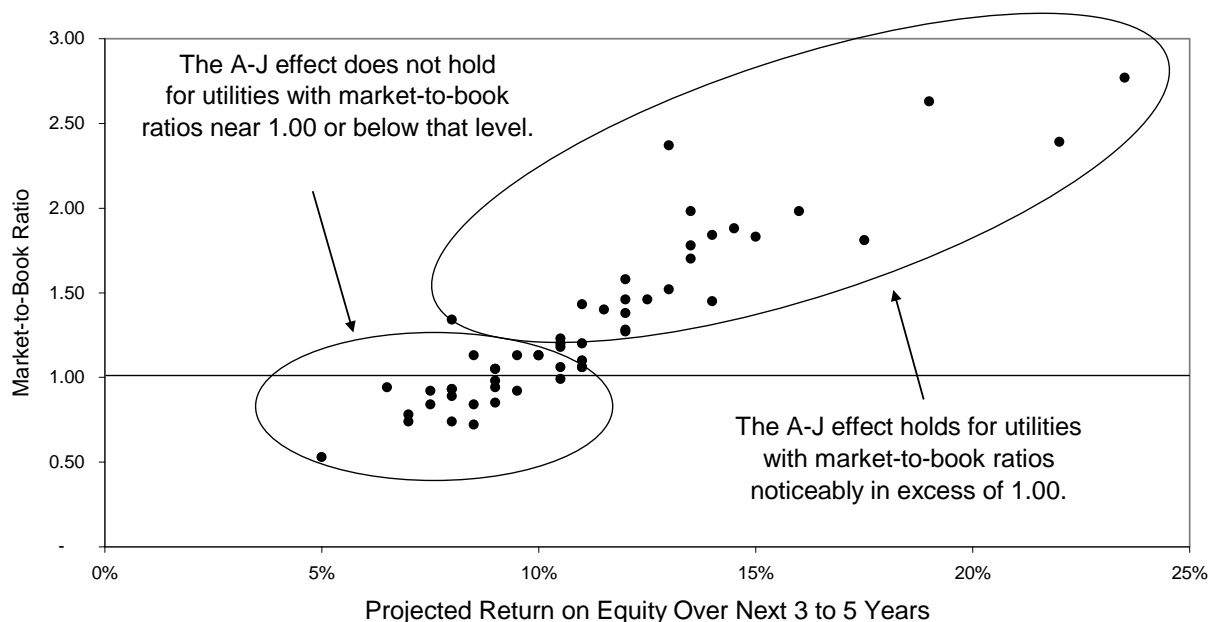 3.00
2.50
2.00
1.50
1.00
0.50
-
Market-to-Book Ratio
The A-J effect does not hold
for utilities with market-to-book
ratios near 1.00 or below that level.
The A-J effect holds for utilities
with market-to-book ratios
noticeably in excess of 1.00.
0% 5% 10% 15% 20% 25%
Projected Return on Equity Over Next 3 to 5 Years